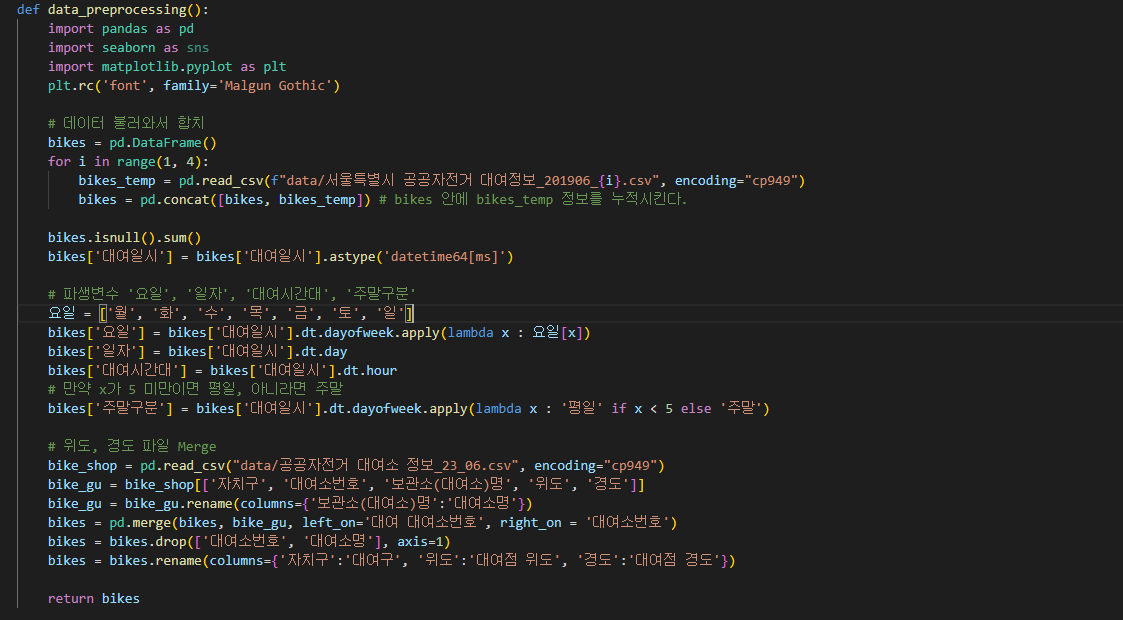 def data_preprocessing():
    import pandas as pd
    import seaborn as sns
    import matplotlib.pyplot as plt
    plt.rc('font', family='Malgun Gothic')
    # 데이터 불러와서 합치
    bikes = pd.DataFrame()
    for i in range(1, 4):
        bikes_temp = pd.read_csv(f"data/서울특별시 공공자전거 대여정보_201906_{i}.csv", encoding="cp949")
        bikes = pd.concat([bikes, bikes_temp]) # bikes 안에 bikes_temp 정보를 누적시킨다.
    bikes.isnull().sum()
    bikes['대여일시'] = bikes['대여일시'].astype('datetime64[ms]')
    # 파생변수 '요일', '일자', '대여시간대', '주말구분'
    요일 = ['월', '화', '수', '목', '금', '토', '일']
    bikes['요일'] = bikes['대여일시'].dt.dayofweek.apply(lambda x : 요일[x])
    bikes['일자'] = bikes['대여일시'].dt.day
    bikes['대여시간대'] = bikes['대여일시'].dt.hour
    # 만약 x가 5 미만이면 평일, 아니라면 주말
    bikes['주말구분'] = bikes['대여일시'].dt.dayofweek.apply(lambda x : '평일' if x < 5 else '주말')
    # 위도, 경도 파일 Merge
    bike_shop = pd.read_csv("data/공공자전거 대여소 정보_23_06.csv", encoding="cp949")
    bike_gu = bike_shop[['자치구', '대여소번호', '보관소(대여소)명', '위도', '경도']]
    bike_gu = bike_gu.rename(columns={'보관소(대여소)명':'대여소명'})
    bikes = pd.merge(bikes, bike_gu, left_on='대여 대여소번호', right_on = '대여소번호')
    bikes = bikes.drop(['대여소번호', '대여소명'], axis=1)
    bikes = bikes.rename(columns={'자치구':'대여구', '위도':'대여점 위도', '경도':'대여점 경도'})
    return bikes